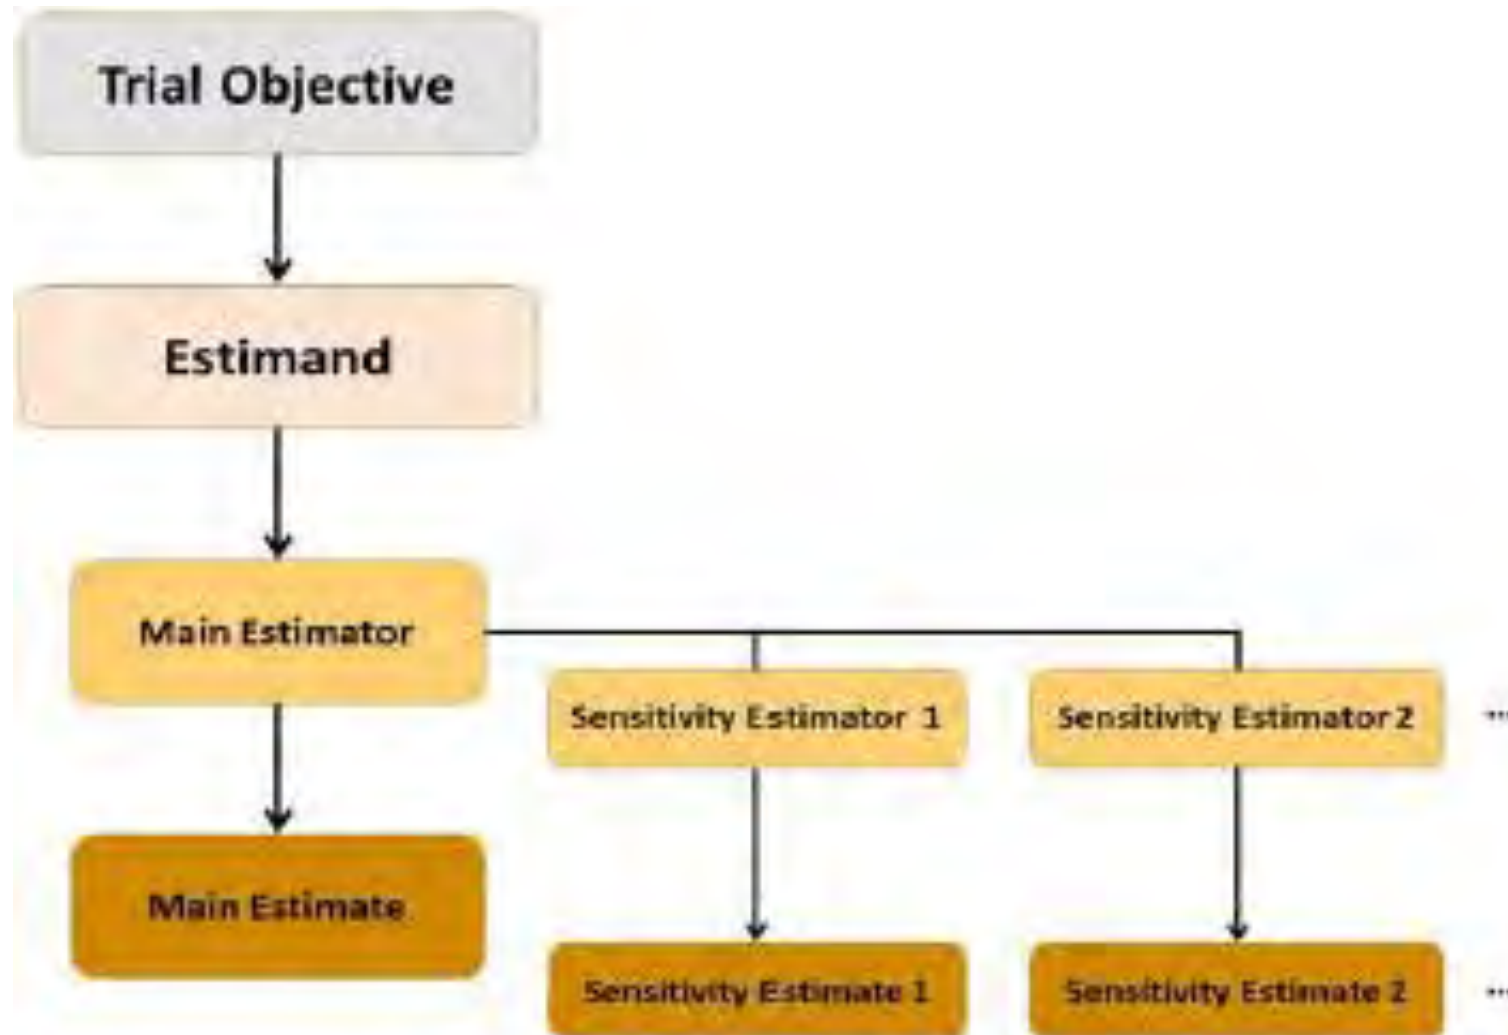 Trial Objective
Estimand
Main Estimator
Sensitivity Estimator 1
Sensitivity Estimator 2
...
Main Estimate
Sensitivity Estimate 1
Sensitivity Estimate 2
...